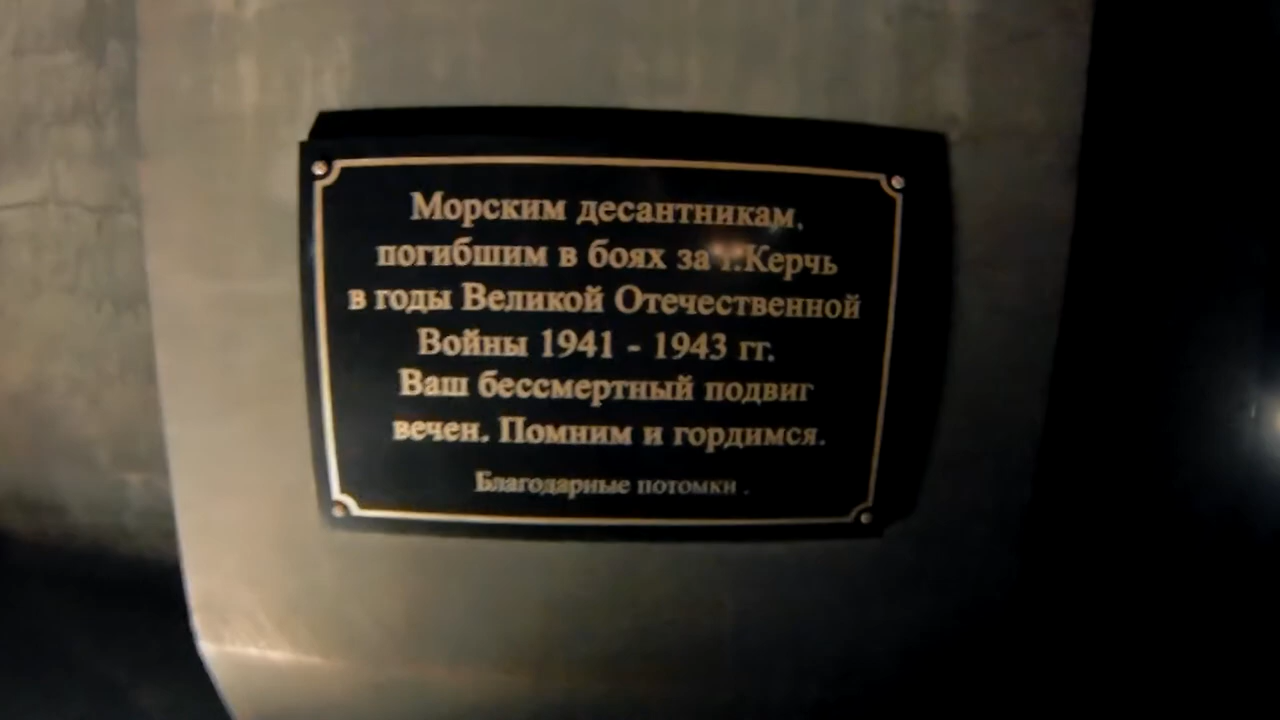 Морским десантникам,
погибшим в боях за г.Керчь
в годы Великой Отечественной
Войны 1941 - 1943 гг.
Ваш бессмертный подвиг
вечен. Помним и гордимся.
Благодарные потомки .